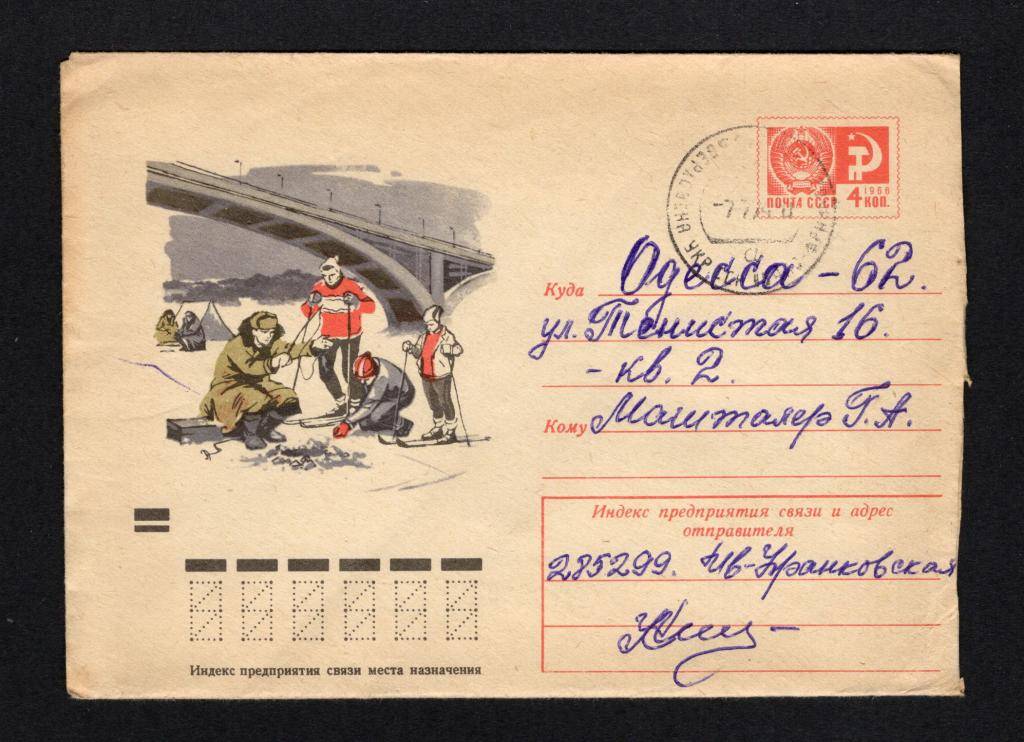 ПОЧТА СССР
1966
4 КОП.
Куда Одесса - 62.
ул. Тенистая 16.
- кв. 2.
Кому Машталер Г. А.
Индекс предприятия связи и адрес
отправителя
285299. Ив-Франковская
Индекс предприятия связи места назначения